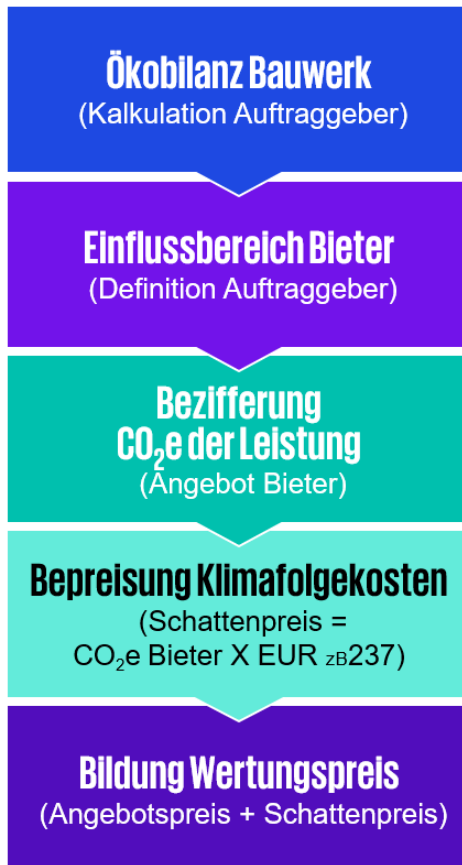 Ökobilanz Bauwerk
(Kalkulation Auftraggeber)
Einflussbereich Bieter
(Definition Auftraggeber)
Bezifferung
CO₂e der Leistung
(Angebot Bieter)
Bepreisung Klimafolgekosten
(Schattenpreis =
CO₂e Bieter X EUR zB237)
Bildung Wertungspreis
(Angebotspreis + Schattenpreis)